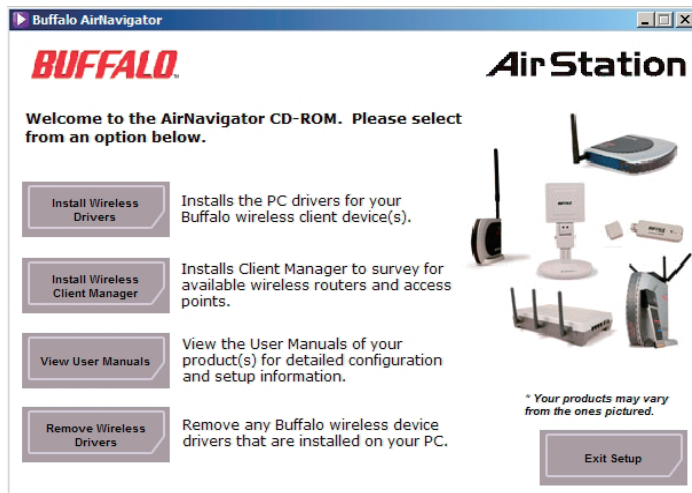 Buffalo AirNavigator
BUFFALO
AirStation
Welcome to the AirNavigator CD-ROM. Please select
from an option below.
Install Wireless
Drivers
Installs the PC drivers for your
Buffalo wireless client device(s).
Install Wireless
Client Manager
Installs Client Manager to survey for
available wireless routers and access
points.
View User Manuals
View the User Manuals of your
product(s) for detailed configuration
and setup information.
Remove Wireless
Drivers
Remove any Buffalo wireless device
drivers that are installed on your PC.
* Your products may vary
from the ones pictured.
Exit Setup